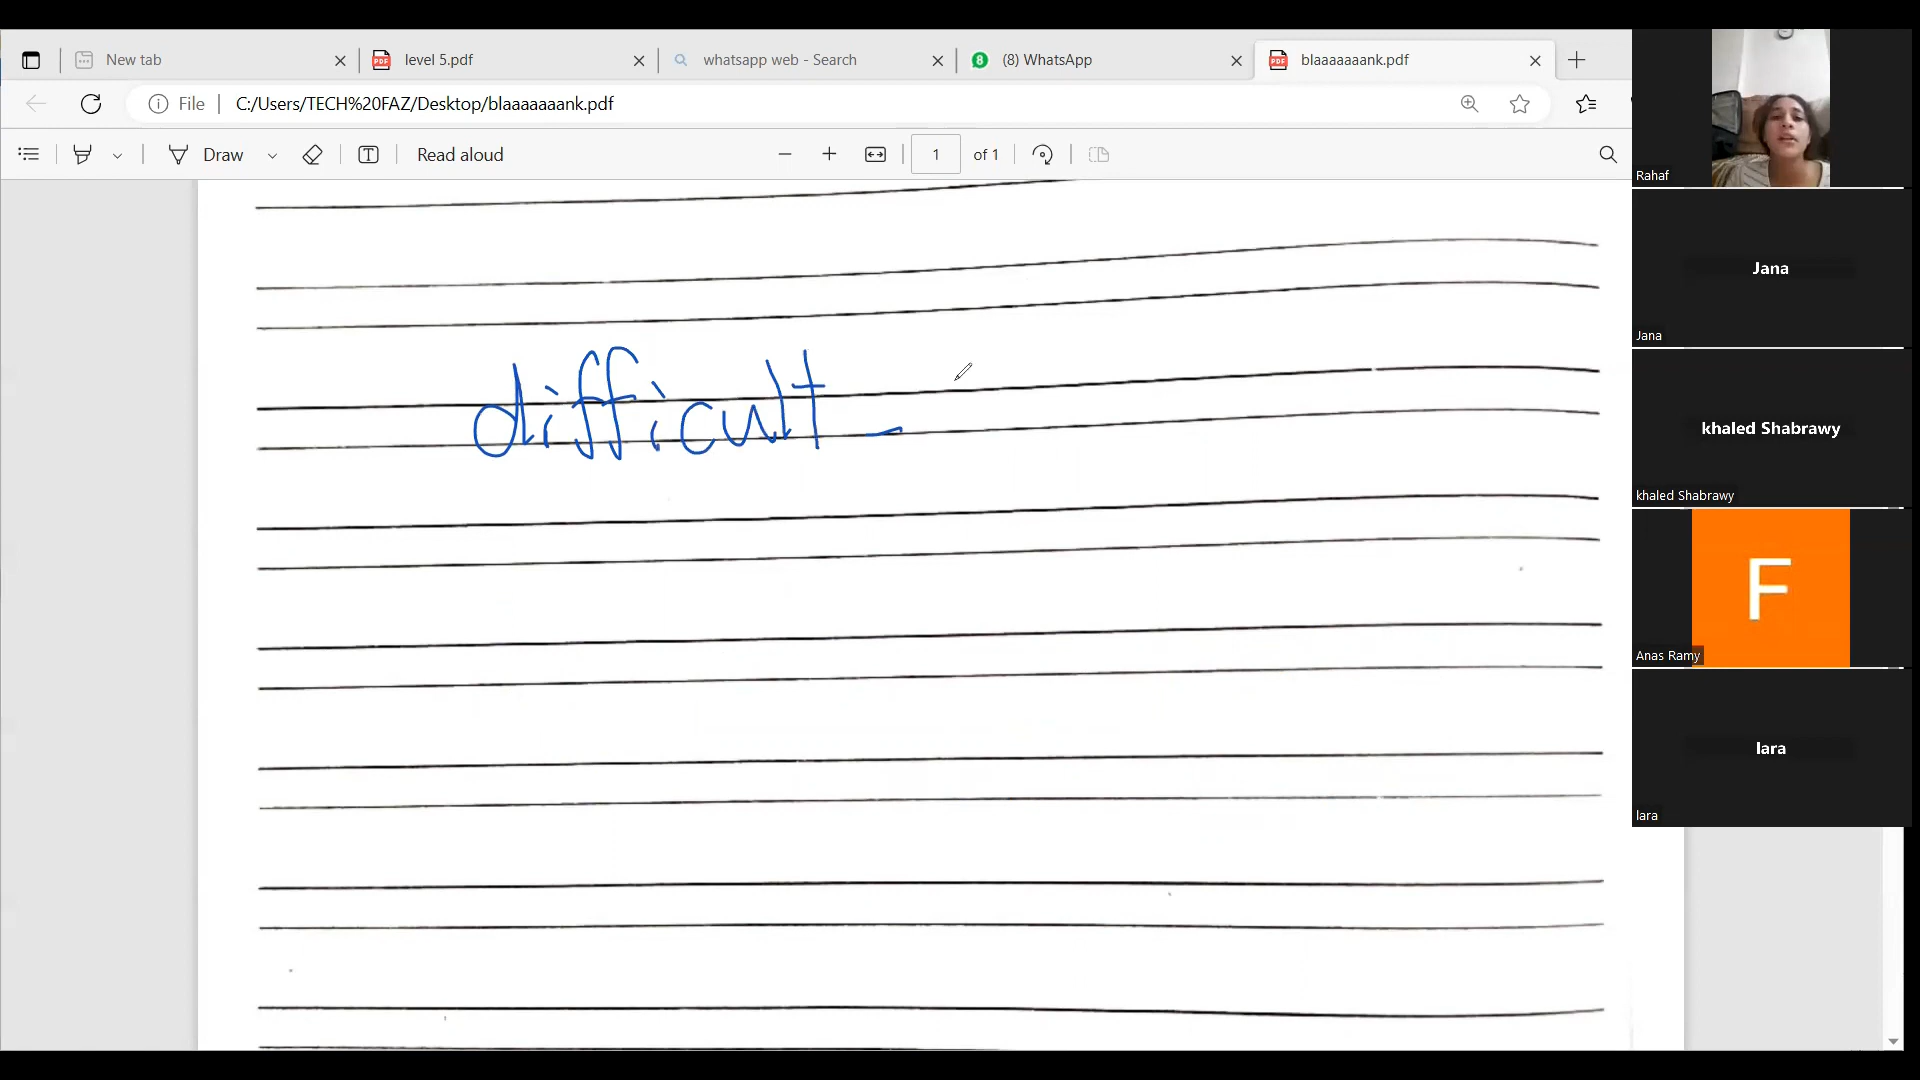 New tab
level 5.pdf
whatsapp web - Search
8
(8) WhatsApp
blaaaaaaank.pdf
File
C:/Users/TECH%20FAZ/Desktop/blaaaaaaank.pdf
Draw
Read aloud
1
of 1
difficult -
Rahaf
Jana
Jana
khaled Shabrawy
khaled Shabrawy
F
Anas Ramy
lara
lara